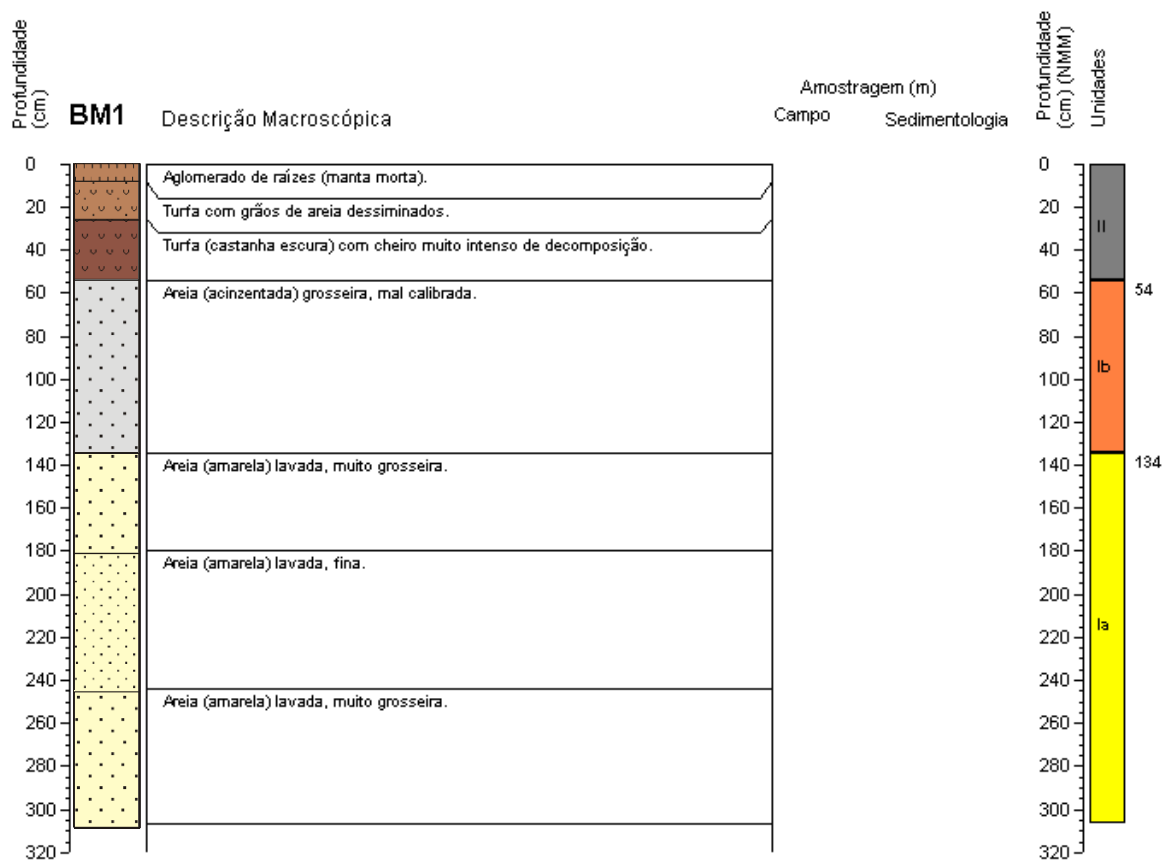 Profundidade
(cm)
BM1
Descrição Macroscópica
Amostragem (m)
Campo
Sedimentologia
Profundidade
(cm) (NMM)
Unidades
0
20
40
60
80
100
120
140
160
180
200
220
240
260
280
300
320
Aglomerado de raízes (manta morta).
Turfa com grãos de areia dessiminados.
Turfa (castanha escura) com cheiro muito intenso de decomposição.
Areia (acinzentada) grosseira, mal calibrada.
Areia (amarela) lavada, muito grosseira.
Areia (amarela) lavada, fina.
Areia (amarela) lavada, muito grosseira.
0
20
40
60
80
100
120
140
160
180
200
220
240
260
280
300
320
II
Ib
Ia
54
134